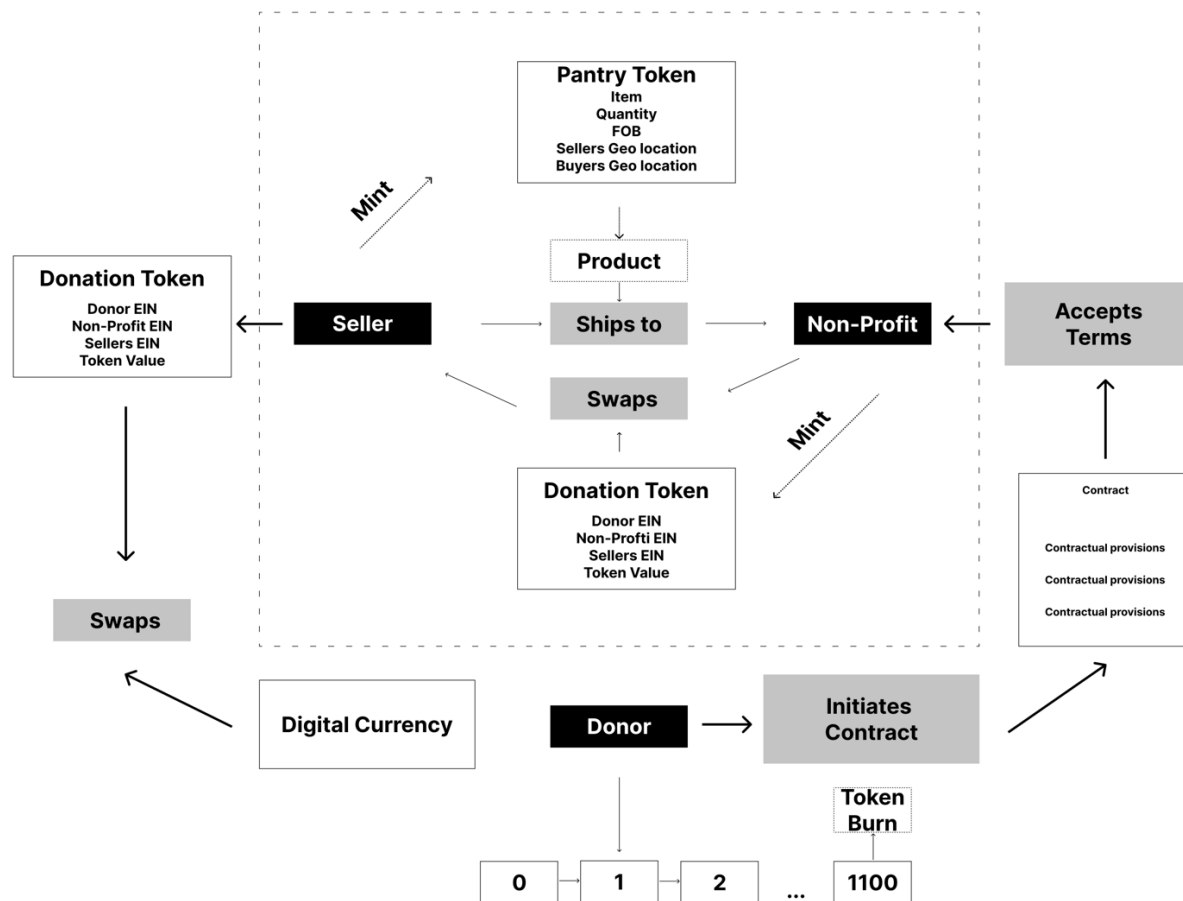 Pantry Token
Item
Quantity
FOB
Sellers Geo location
Buyers Geo location
Mint
Product
Donation Token
Donor EIN
Non-Profit EIN
Sellers EIN
Token Value
Seller
Ships to
Non-Profit
Accepts
Terms
Swaps
Mint
Donation Token
Donor EIN
Non-Profti EIN
Sellers EIN
Token Value
Contract
Contractual provisions
Contractual provisions
Contractual provisions
Swaps
Digital Currency
Donor
Initiates
Contract
Token
Burn
0
1
2
...
1100